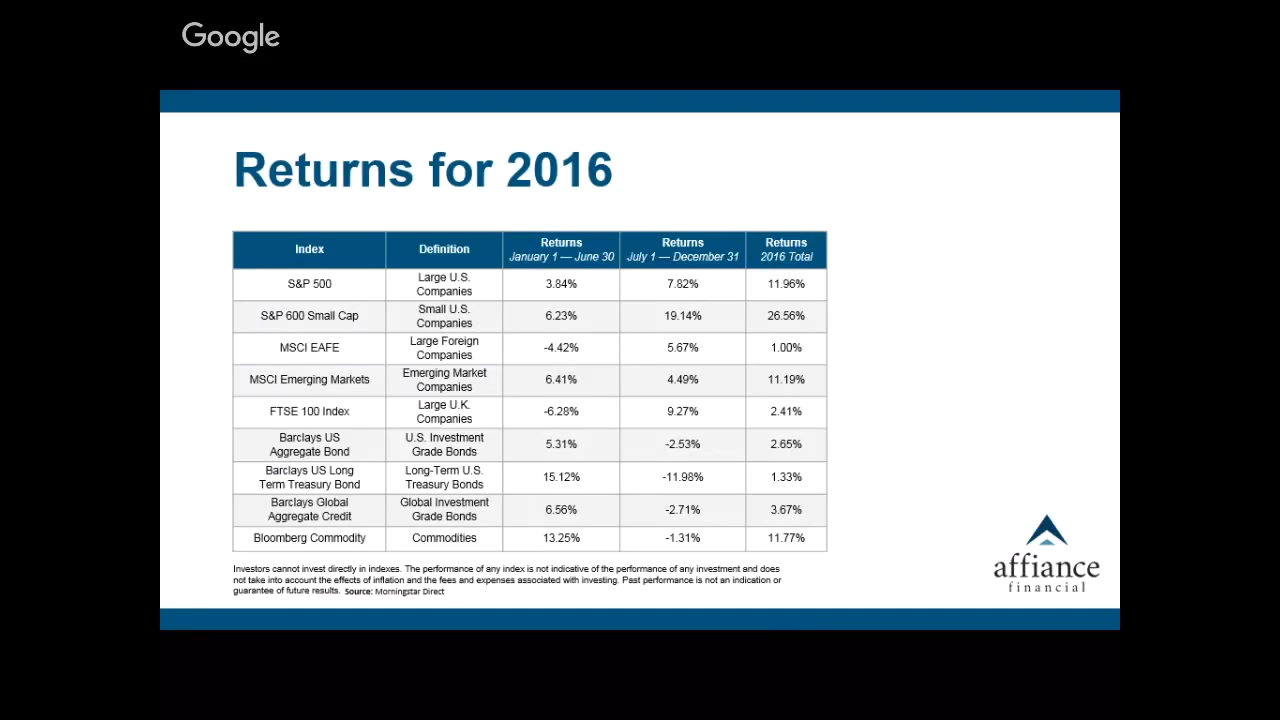 Google
Returns for 2016
Index
Definition
Returns
January 1 — June 30
Returns
July 1 — December 31
Returns
2016 Total
S&P 500
Large U.S.
Companies
3.84%
7.82%
11.96%
S&P 600 Small Cap
Small U.S.
Companies
6.23%
19.14%
26.56%
MSCI EAFE
Large Foreign
Companies
-4.42%
5.67%
1.00%
MSCI Emerging Markets
Emerging Market
Companies
6.41%
4.49%
11.19%
FTSE 100 Index
Large U.K.
Companies
-6.28%
9.27%
2.41%
Barclays US
Aggregate Bond
U.S. Investment
Grade Bonds
5.31%
-2.53%
2.65%
Barclays US Long
Term Treasury Bond
Long-Term U.S.
Treasury Bonds
15.12%
-11.98%
1.33%
Barclays Global
Aggregate Credit
Global Investment
Grade Bonds
6.56%
-2.71%
3.67%
Bloomberg Commodity
Commodities
13.25%
-1.31%
11.77%
Investors cannot invest directly in indexes. The performance of any index is not indicative of the performance of any investment and does
not take into account the effects of inflation and the fees and expenses associated with investing. Past performance is not an indication or
guarantee of future results. Source: Morningstar Direct
affiance
financial